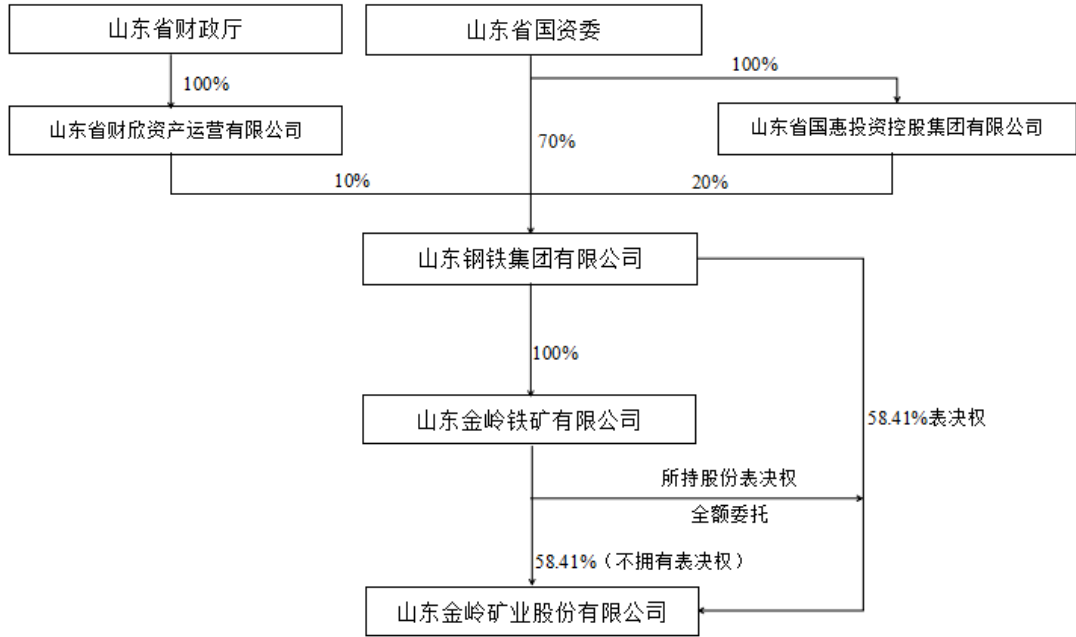 山东省财政厅
山东省国资委
100%
100%
山东省财欣资产运营有限公司
山东省国惠投资控股集团有限公司
70%
10%
20%
山东钢铁集团有限公司
100%
山东金岭铁矿有限公司
58.41%表决权
所持股份表决权
全额委托
58.41%（不拥有表决权）
山东金岭矿业股份有限公司